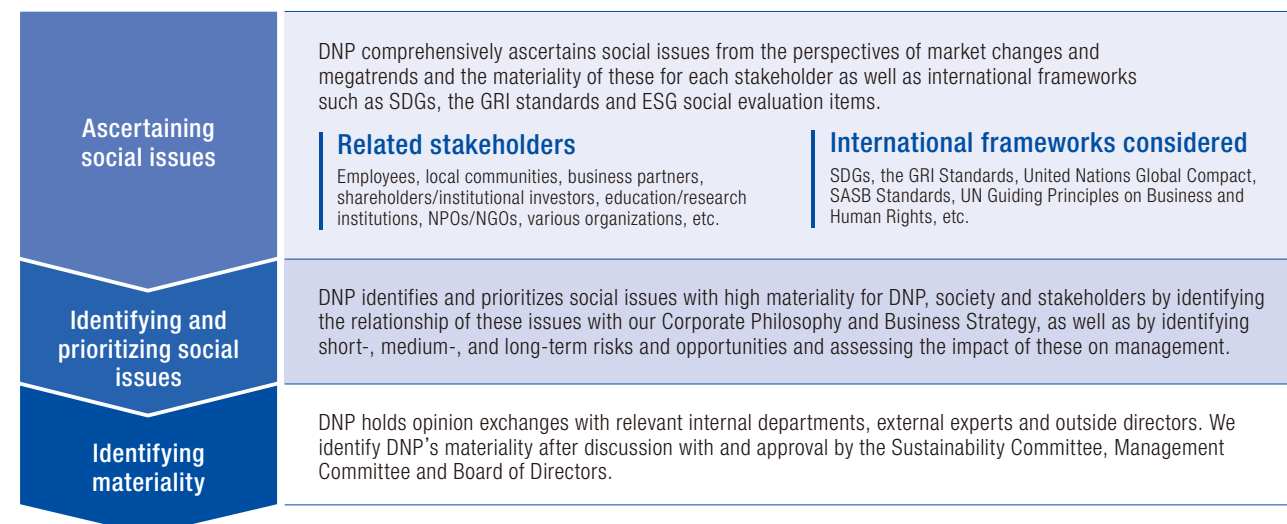 Ascertaining
social issues
DNP comprehensively ascertains social issues from the perspectives of market changes and
megatrends and the materiality of these for each stakeholder as well as international frameworks
such as SDGs, the GRI standards and ESG social evaluation items.
Related stakeholders
Employees, local communities, business partners,
shareholders/institutional investors, education/research
institutions, NPOs/NGOs, various organizations, etc.
International frameworks considered
SDGs, the GRI Standards, United Nations Global Compact,
SASB Standards, UN Guiding Principles on Business and
Human Rights, etc.
Identifying and
prioritizing social
issues
DNP identifies and prioritizes social issues with high materiality for DNP, society and stakeholders by identifying
the relationship of these issues with our Corporate Philosophy and Business Strategy, as well as by identifying
short-, medium-, and long-term risks and opportunities and assessing the impact of these on management.
Identifying
materiality
DNP holds opinion exchanges with relevant internal departments, external experts and outside directors. We
identify DNP’s materiality after discussion with and approval by the Sustainability Committee, Management
Committee and Board of Directors.